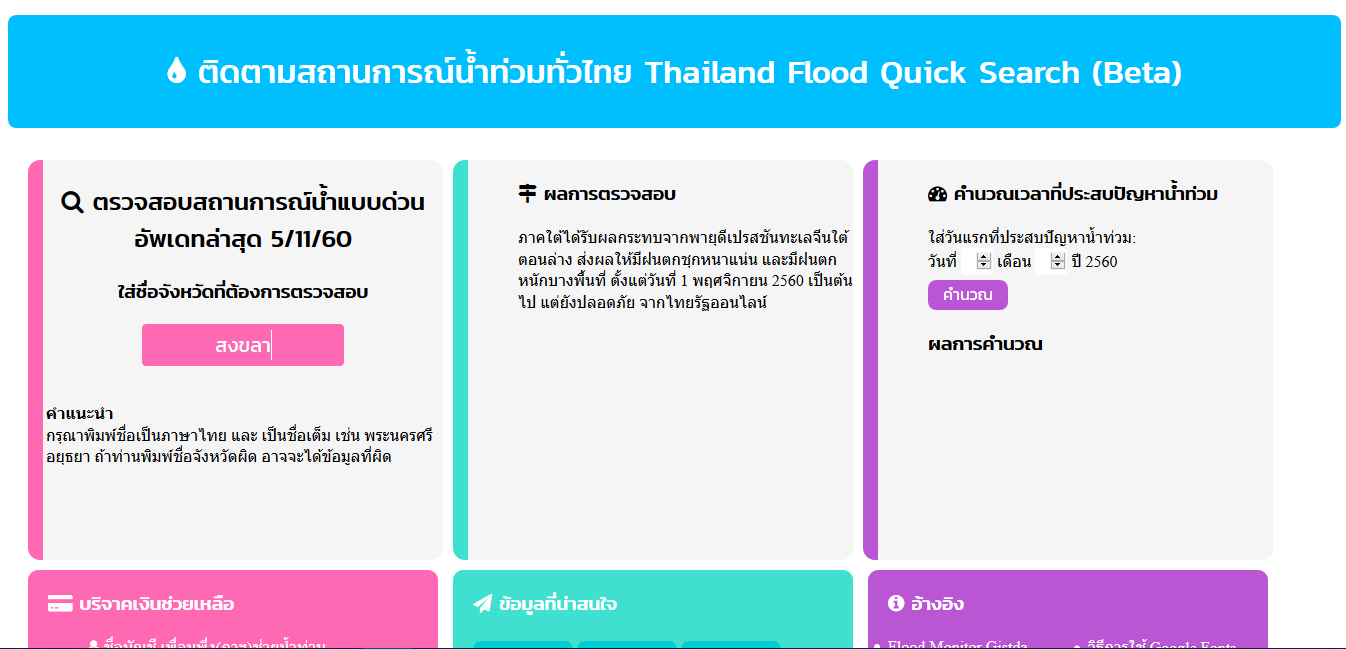 ติดตามสถานการณ์น้ำท่วมทั่วไทย Thailand Flood Quick Search (Beta)
ตรวจสอบสถานการณ์น้ำแบบด่วน
อัพเดทล่าสุด 5/11/60
ใส่ชื่อจังหวัดที่ต้องการตรวจสอบ
สงขลา
คำแนะนำ
กรุณาพิมพ์ชื่อเป็นภาษาไทย และ เป็นชื่อเต็ม เช่น พระนครศรี
อยุธยา ถ้าท่านพิมพ์ชื่อจังหวัดผิด อาจจะได้ข้อมูลที่ผิด
ผลการตรวจสอบ
ภาคใต้ได้รับผลกระทบจากพายุดีเปรสชันทะเลจีนใต้
ตอนล่าง ส่งผลให้มีฝนตกชุกหนาแน่น และมีฝนตก
หนักบางพื้นที่ ตั้งแต่วันที่ 1 พฤศจิกายน 2560 เป็นต้น
ไป แต่ยังปลอดภัย จากไทยรัฐออนไลน์
คำนวณเวลาที่ประสบปัญหาน้ำท่วม
ใส่วันแรกที่ประสบปัญหาน้ำท่วม:
วันที่ เดือน ปี 2560
คำนวณ
ผลการคำนวณ
บริจาคเงินช่วยเหลือ
ชื่อบัญชี เพื่อนพึ่ง(ภาฯ)ช่วยน้ำท่วม
ข้อมูลที่น่าสนใจ
อ้างอิง
Flood Monitor Gistda
วิธีการใช้ Google Fonts